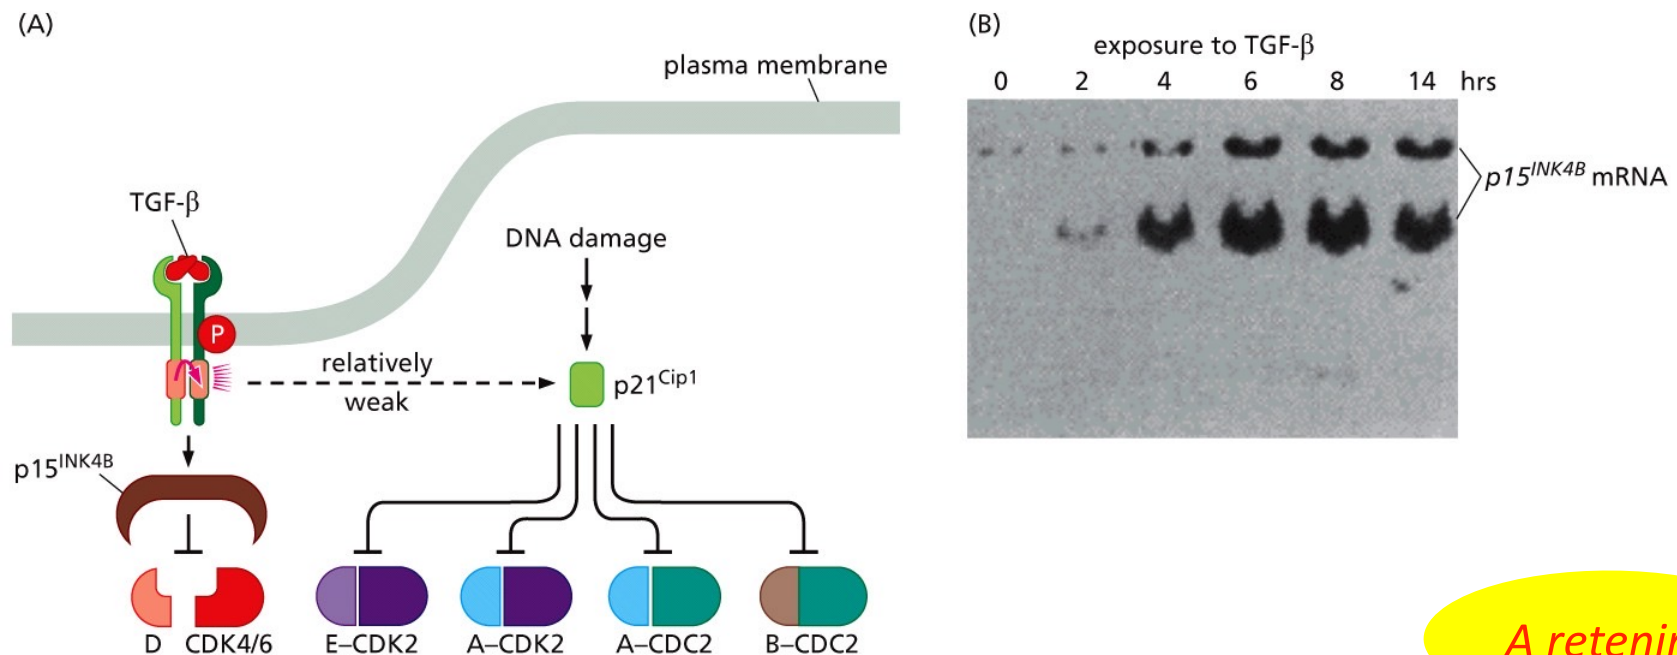 (A)
plasma membrane
TGF-β
DNA damage
P
relatively
weak
p21Cip1
p15INK4B
D CDK4/6 E–CDK2 A–CDK2 A–CDC2 B–CDC2
(B)
exposure to TGF-β
0 2 4 6 8 14 hrs
p15INK4B mRNA
A retenir